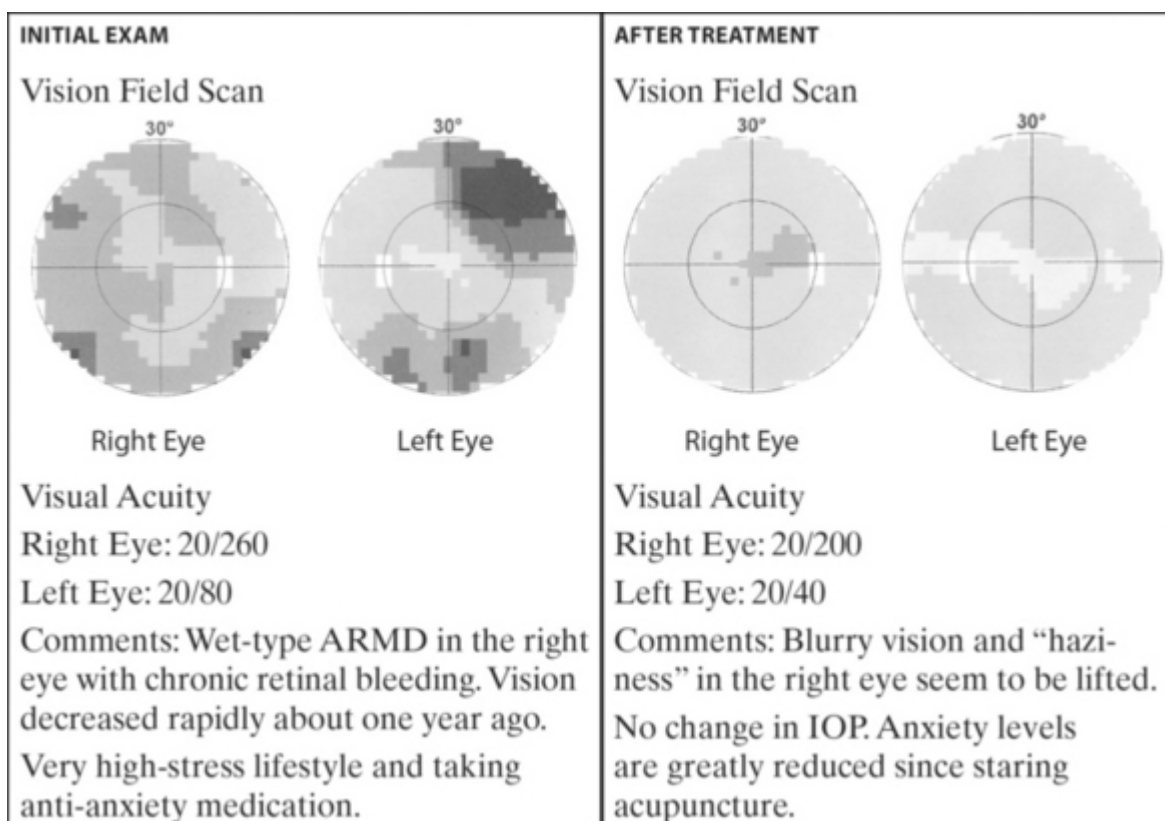 INITIAL EXAM
Vision Field Scan
30°
30°
Right Eye
Left Eye
Visual Acuity
Right Eye: 20/260
Left Eye: 20/80
Comments: Wet-type ARMD in the right
eye with chronic retinal bleeding. Vision
decreased rapidly about one year ago.
Very high-stress lifestyle and taking
anti-anxiety medication.
AFTER TREATMENT
Vision Field Scan
30°
30°
Right Eye
Left Eye
Visual Acuity
Right Eye: 20/200
Left Eye: 20/40
Comments: Blurry vision and “hazi-
ness” in the right eye seem to be lifted.
No change in IOP. Anxiety levels
are greatly reduced since staring
acupuncture.